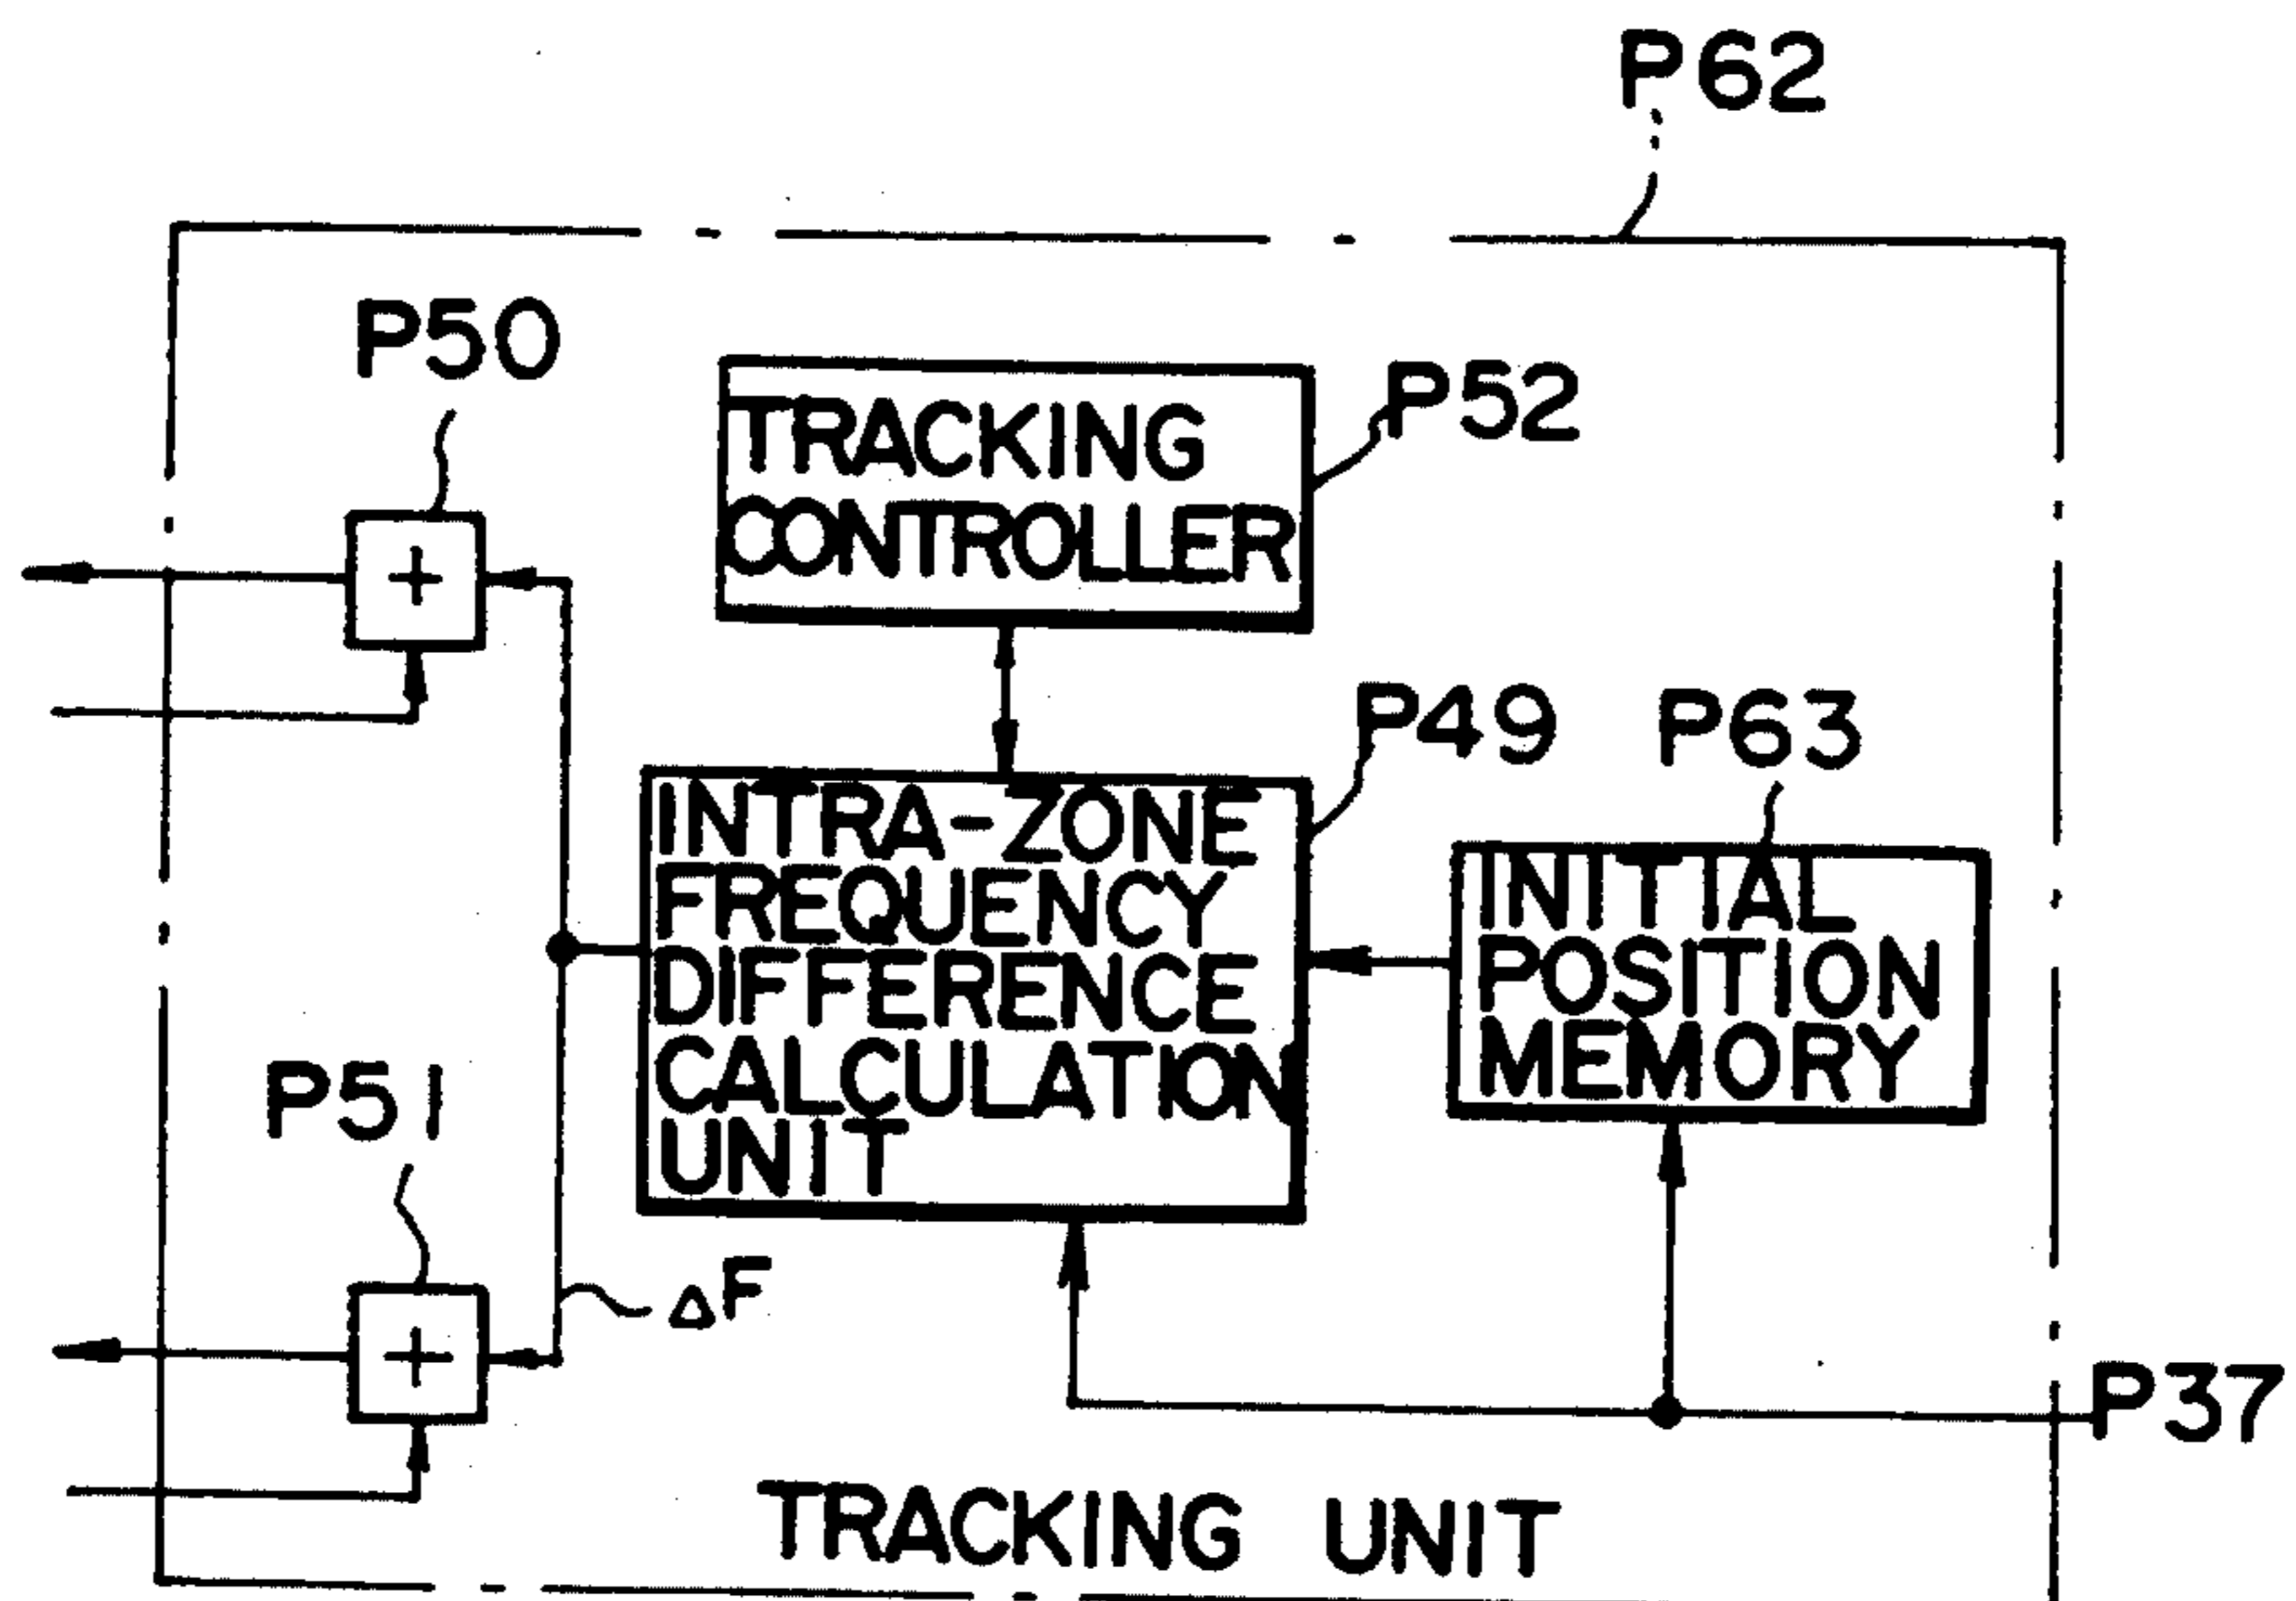 P62
P50
P52
TRACKING
CONTROLLER
+
P49
P63
INTRA-ZONE
FREQUENCY
DIFFERENCE
CALCULATION
UNIT
INITIAL
POSITION
MEMORY
P51
ΔF
+
P37
TRACKING UNIT